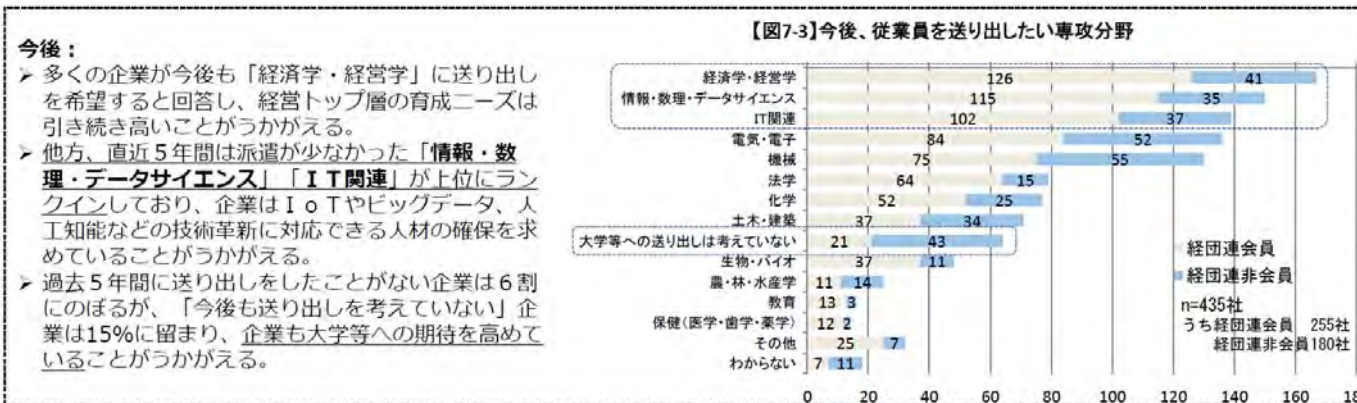 今後：
➢ 多くの企業が今後も「経済学・経営学」に送り出し
を希望すると回答し、経営トップ層の育成ニーズは
引き続き高いことがうかがえる。
➢ 他方、直近５年間は派遣が少なかった「情報・数
理・データサイエンス」「ＩＴ関連」が上位にラン
クインしており、企業はＩｏＴやビッグデータ、人
工知能などの技術革新に対応できる人材の確保を求
めていることがうかがえる。
➢ 過去５年間に送り出しをしたことがない企業は６割
にのぼるが、「今後も送り出しを考えていない」企
業は15%に留まり、企業も大学等への期待を高めて
いることがうかがえる。
【図7-3】今後、従業員を送り出したい専攻分野
経済学・経営学 126 41
情報・数理・データサイエンス 115 35
IT関連 102 37
電気・電子 84 52
機械 75 55
法学 64 15
化学 52 25
土木・建築 37 34
大学等への送り出しは考えていない 21 43
生物・バイオ 37 11
農・林・水産学 11 14
教育 13 3
保健（医学・歯学・薬学） 12 2
その他 25 7
わからない 7 11
0 20 40 60 80 100 120 140 160 18
経団連会員
経団連非会員
n=435社
うち経団連会員 255社
経団連非会員180社